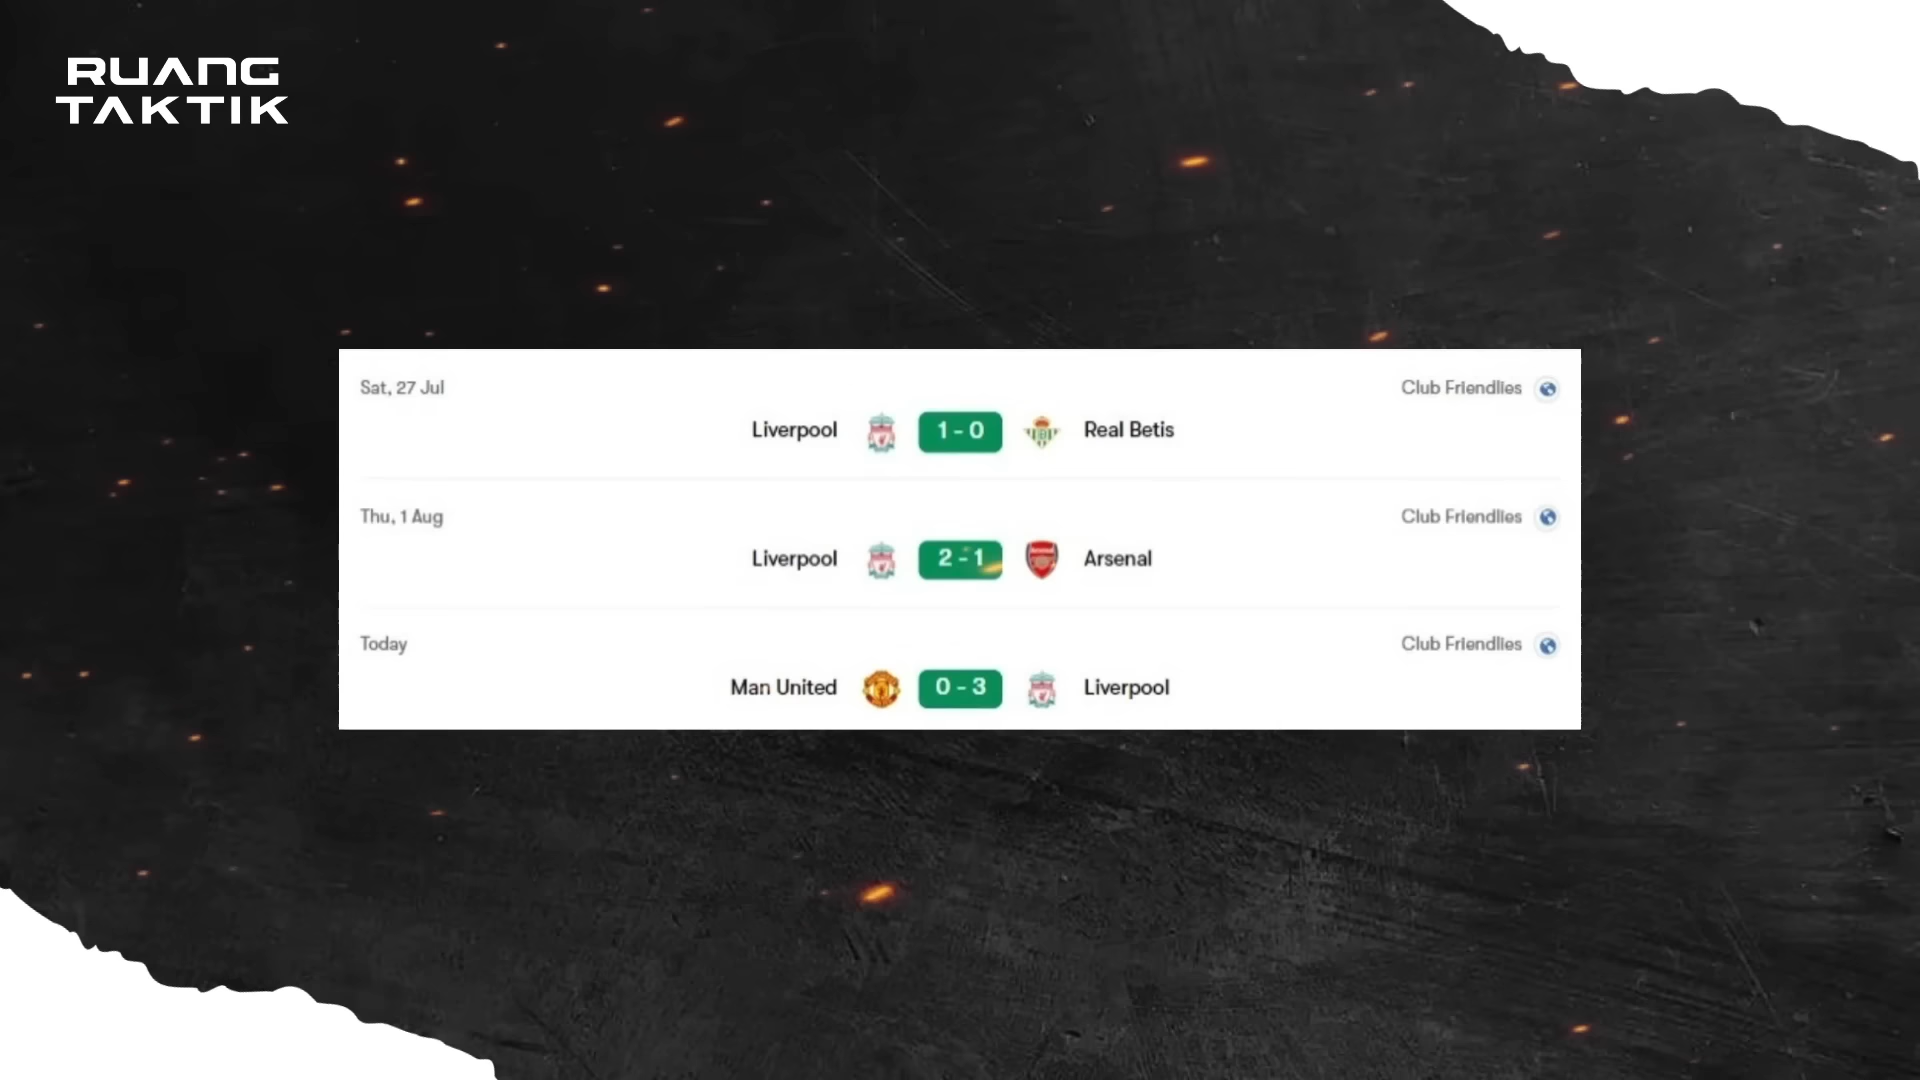 RUANG
TAKTIK
Sat, 27 Jul
Club Friendlies
Liverpool 1 - 0 Real Betis
Thu, 1 Aug
Club Friendlies
Liverpool 2 - 1 Arsenal
Today
Club Friendlies
Man United 0 - 3 Liverpool